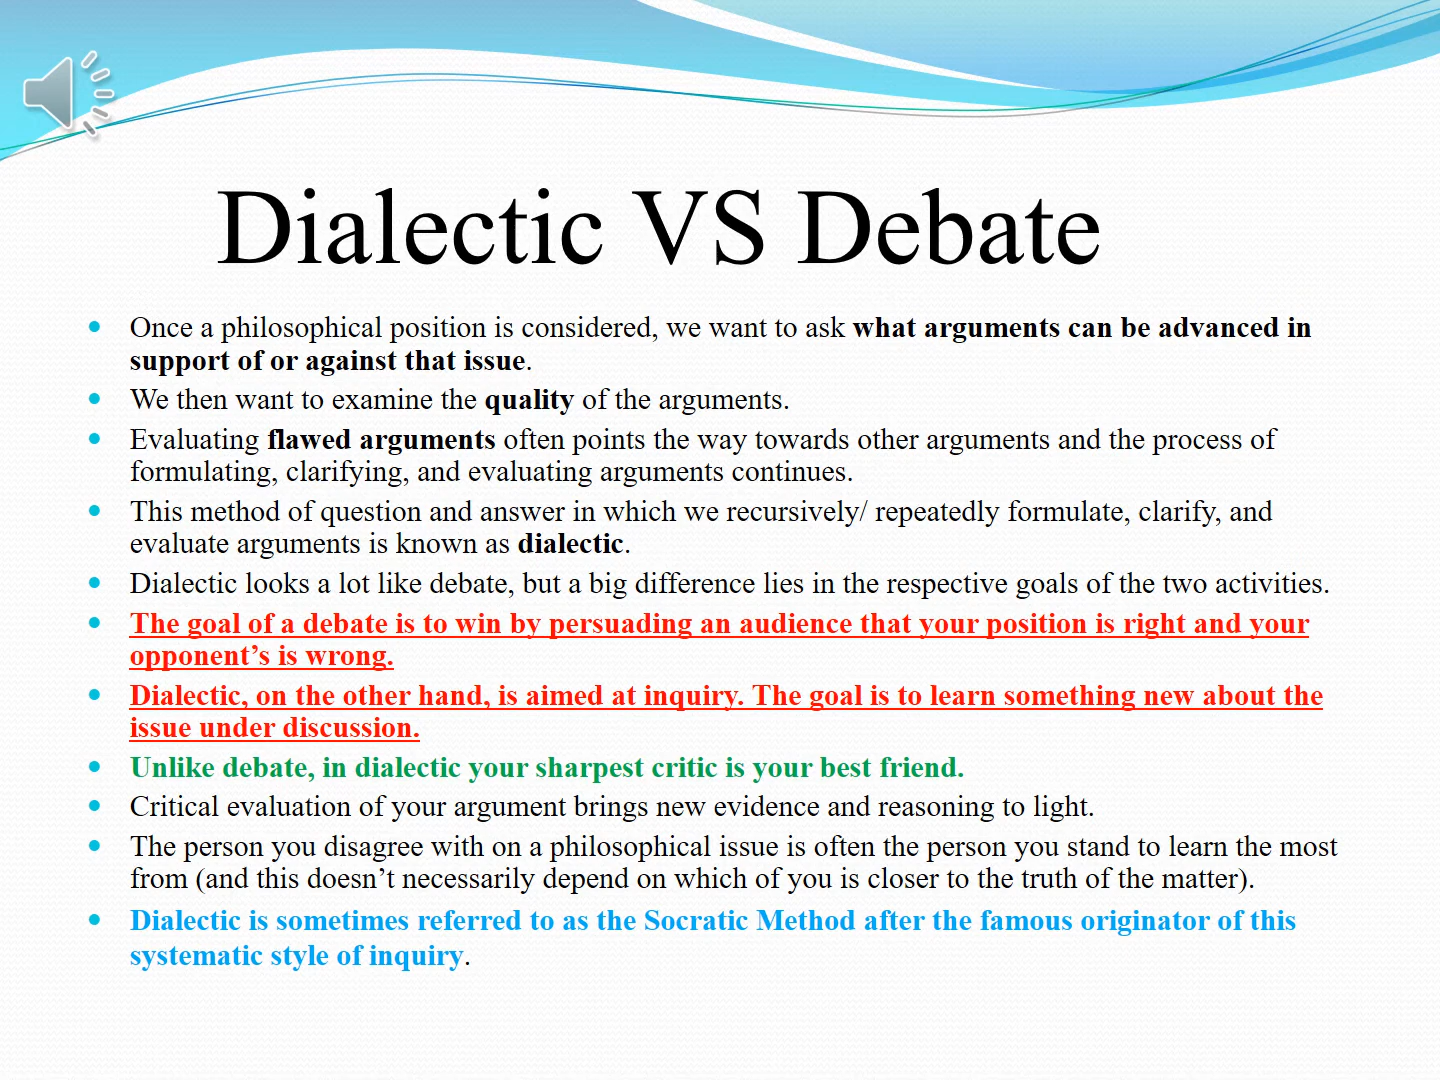 Dialectic VS Debate
Once a philosophical position is considered, we want to ask what arguments can be advanced in
support of or against that issue.
We then want to examine the quality of the arguments.
Evaluating flawed arguments often points the way towards other arguments and the process of
formulating, clarifying, and evaluating arguments continues.
This method of question and answer in which we recursively/ repeatedly formulate, clarify, and
evaluate arguments is known as dialectic.
Dialectic looks a lot like debate, but a big difference lies in the respective goals of the two activities.
The goal of a debate is to win by persuading an audience that your position is right and your
opponent’s is wrong.
Dialectic, on the other hand, is aimed at inquiry. The goal is to learn something new about the
issue under discussion.
Unlike debate, in dialectic your sharpest critic is your best friend.
Critical evaluation of your argument brings new evidence and reasoning to light.
The person you disagree with on a philosophical issue is often the person you stand to learn the most
from (and this doesn’t necessarily depend on which of you is closer to the truth of the matter).
Dialectic is sometimes referred to as the Socratic Method after the famous originator of this
systematic style of inquiry.